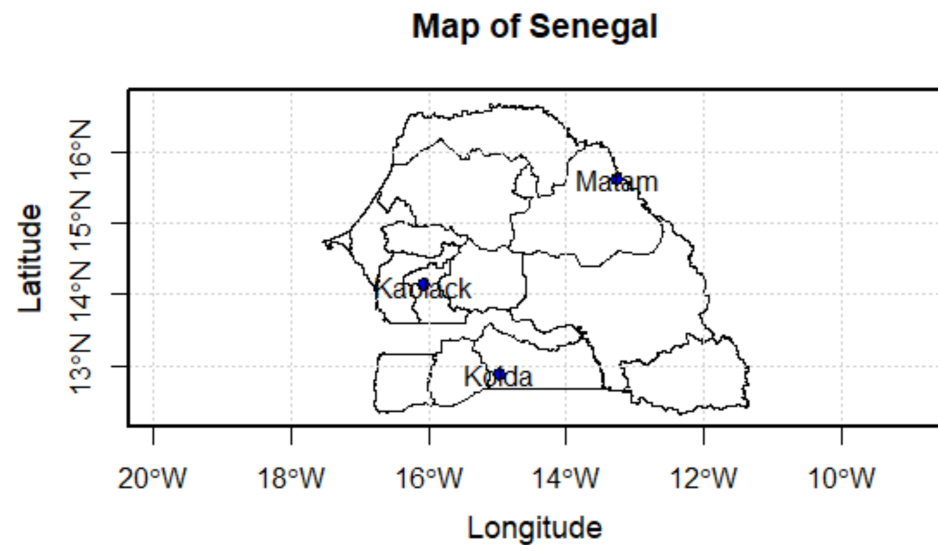 Map of Senegal
Latitude
16°N
15°N
14°N
13°N
Matam
Kaolack
Kolda
20°W 18°W 16°W 14°W 12°W 10°W
Longitude